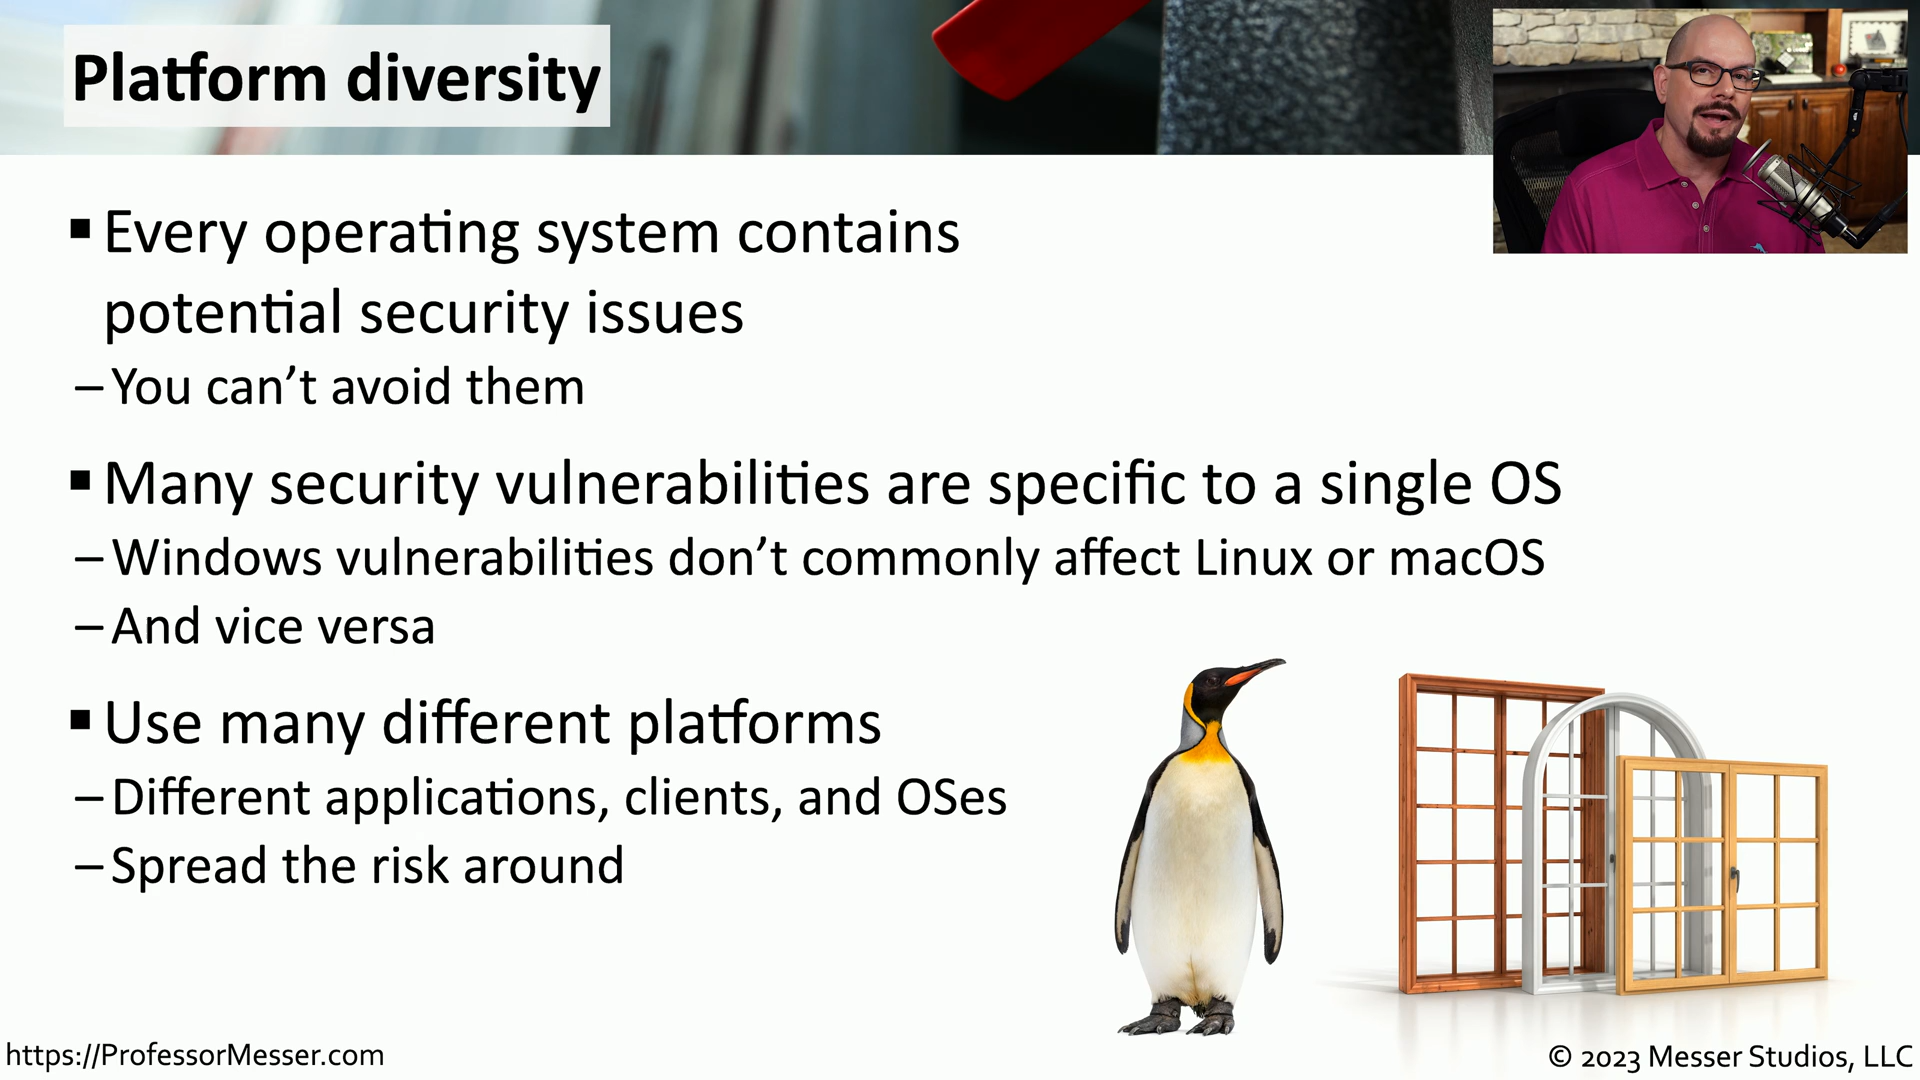 Platform diversity
▪ Every operating system contains
potential security issues
– You can’t avoid them
▪ Many security vulnerabilities are specific to a single OS
– Windows vulnerabilities don’t commonly affect Linux or macOS
– And vice versa
▪ Use many different platforms
– Different applications, clients, and OSes
– Spread the risk around
https://ProfessorMesser.com
© 2023 Messer Studios, LLC